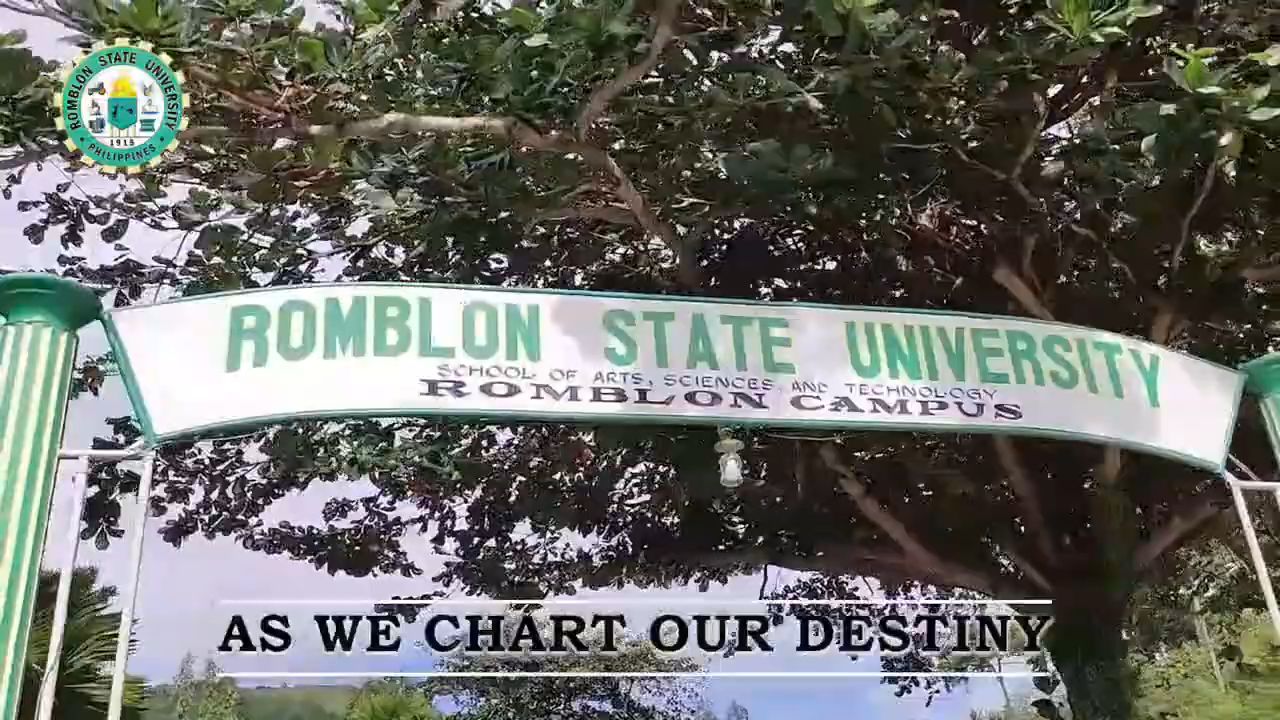 ROMBLON STATE UNIVERSITY
1915
PHILIPPINES
ROMBLON STATE UNIVERSITY
SCHOOL OF ARTS, SCIENCES, AND TECHNOLOGY
ROMBLON CAMPUS
AS WE CHART OUR DESTINY